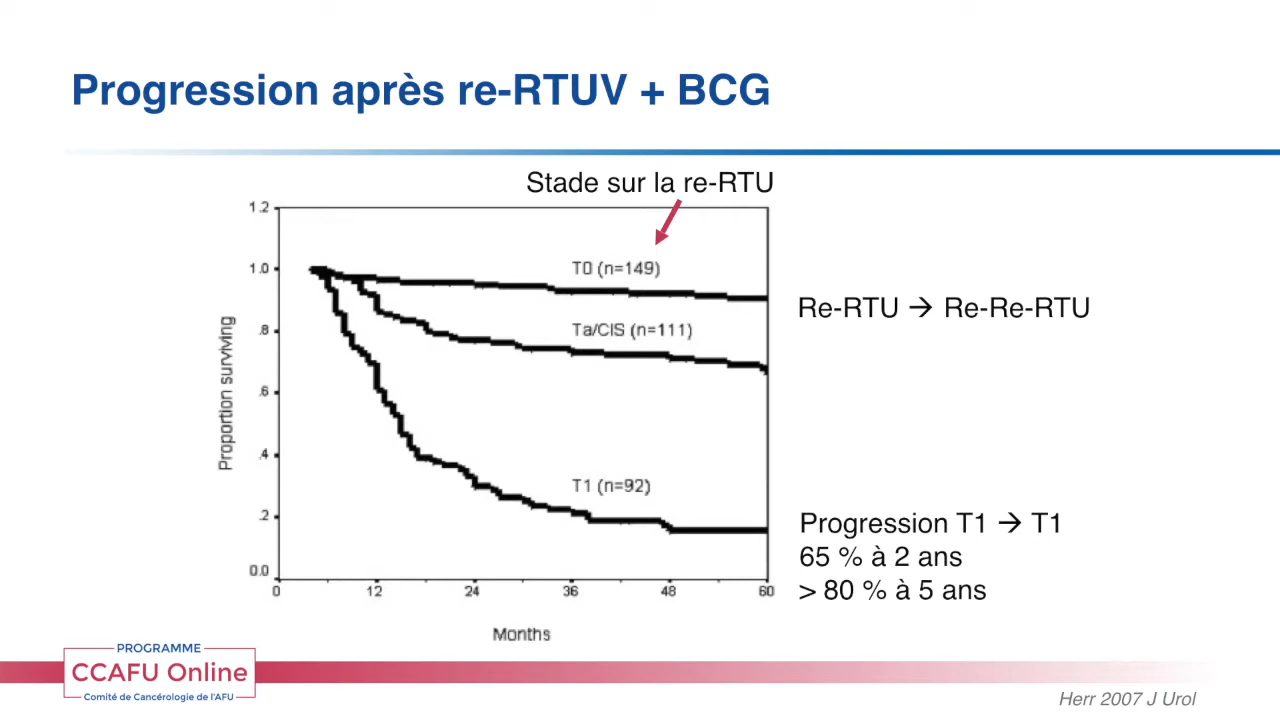 Progression après re-RTUV + BCG
Stade sur la re-RTU
1.2
1.0
.8
.6
.4
.2
0.0
Proportion surviving
T0 (n=149)
Ta/CIS (n=111)
T1 (n=92)
0 12 24 36 48 60
Months
Re-RTU → Re-Re-RTU
Progression T1 → T1
65 % à 2 ans
> 80 % à 5 ans
PROGRAMME
CCAFU Online
Comité de Cancérologie de l'AFU
Herr 2007 J Urol